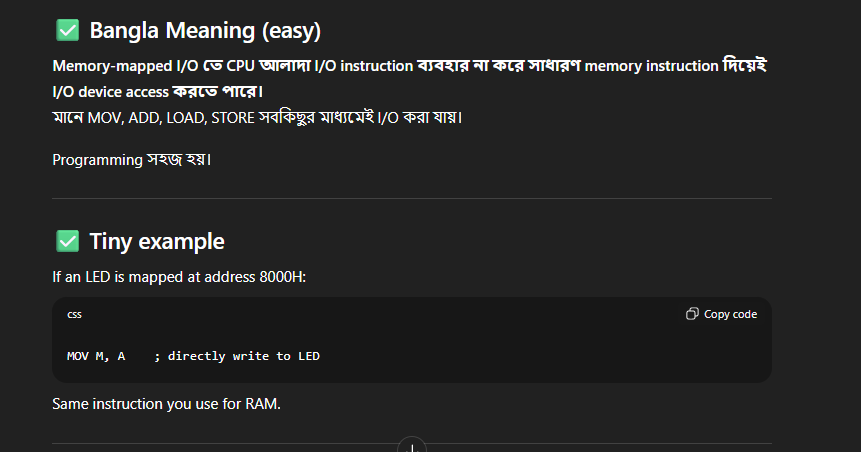 ✅ Bangla Meaning (easy)
Memory-mapped I/O তে CPU আলাদা I/O instruction ব্যবহার না করে সাধারণ memory instruction দিয়েই
I/O device access করতে পারে।
মানে MOV, ADD, LOAD, STORE সবকিছুর মাধ্যমেই I/O করা যায়।
Programming সহজ হয়।
✅ Tiny example
If an LED is mapped at address 8000H:
css
Copy code
MOV M, A    ; directly write to LED
Same instruction you use for RAM.